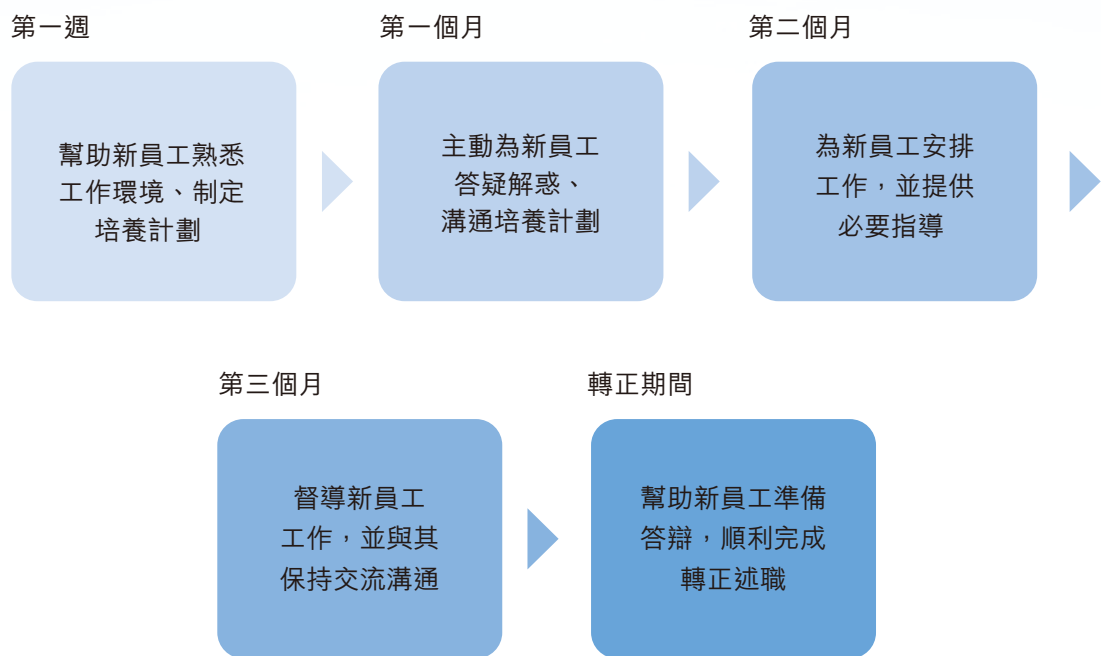 第一週
幫助新員工熟悉
工作環境、制定
培養計劃
第一個月
主動為新員工
答疑解惑、
溝通培養計劃
第二個月
為新員工安排
工作，並提供
必要指導
第三個月
督導新員工
工作，並與其
保持交流溝通
轉正期間
幫助新員工準備
答辯，順利完成
轉正述職